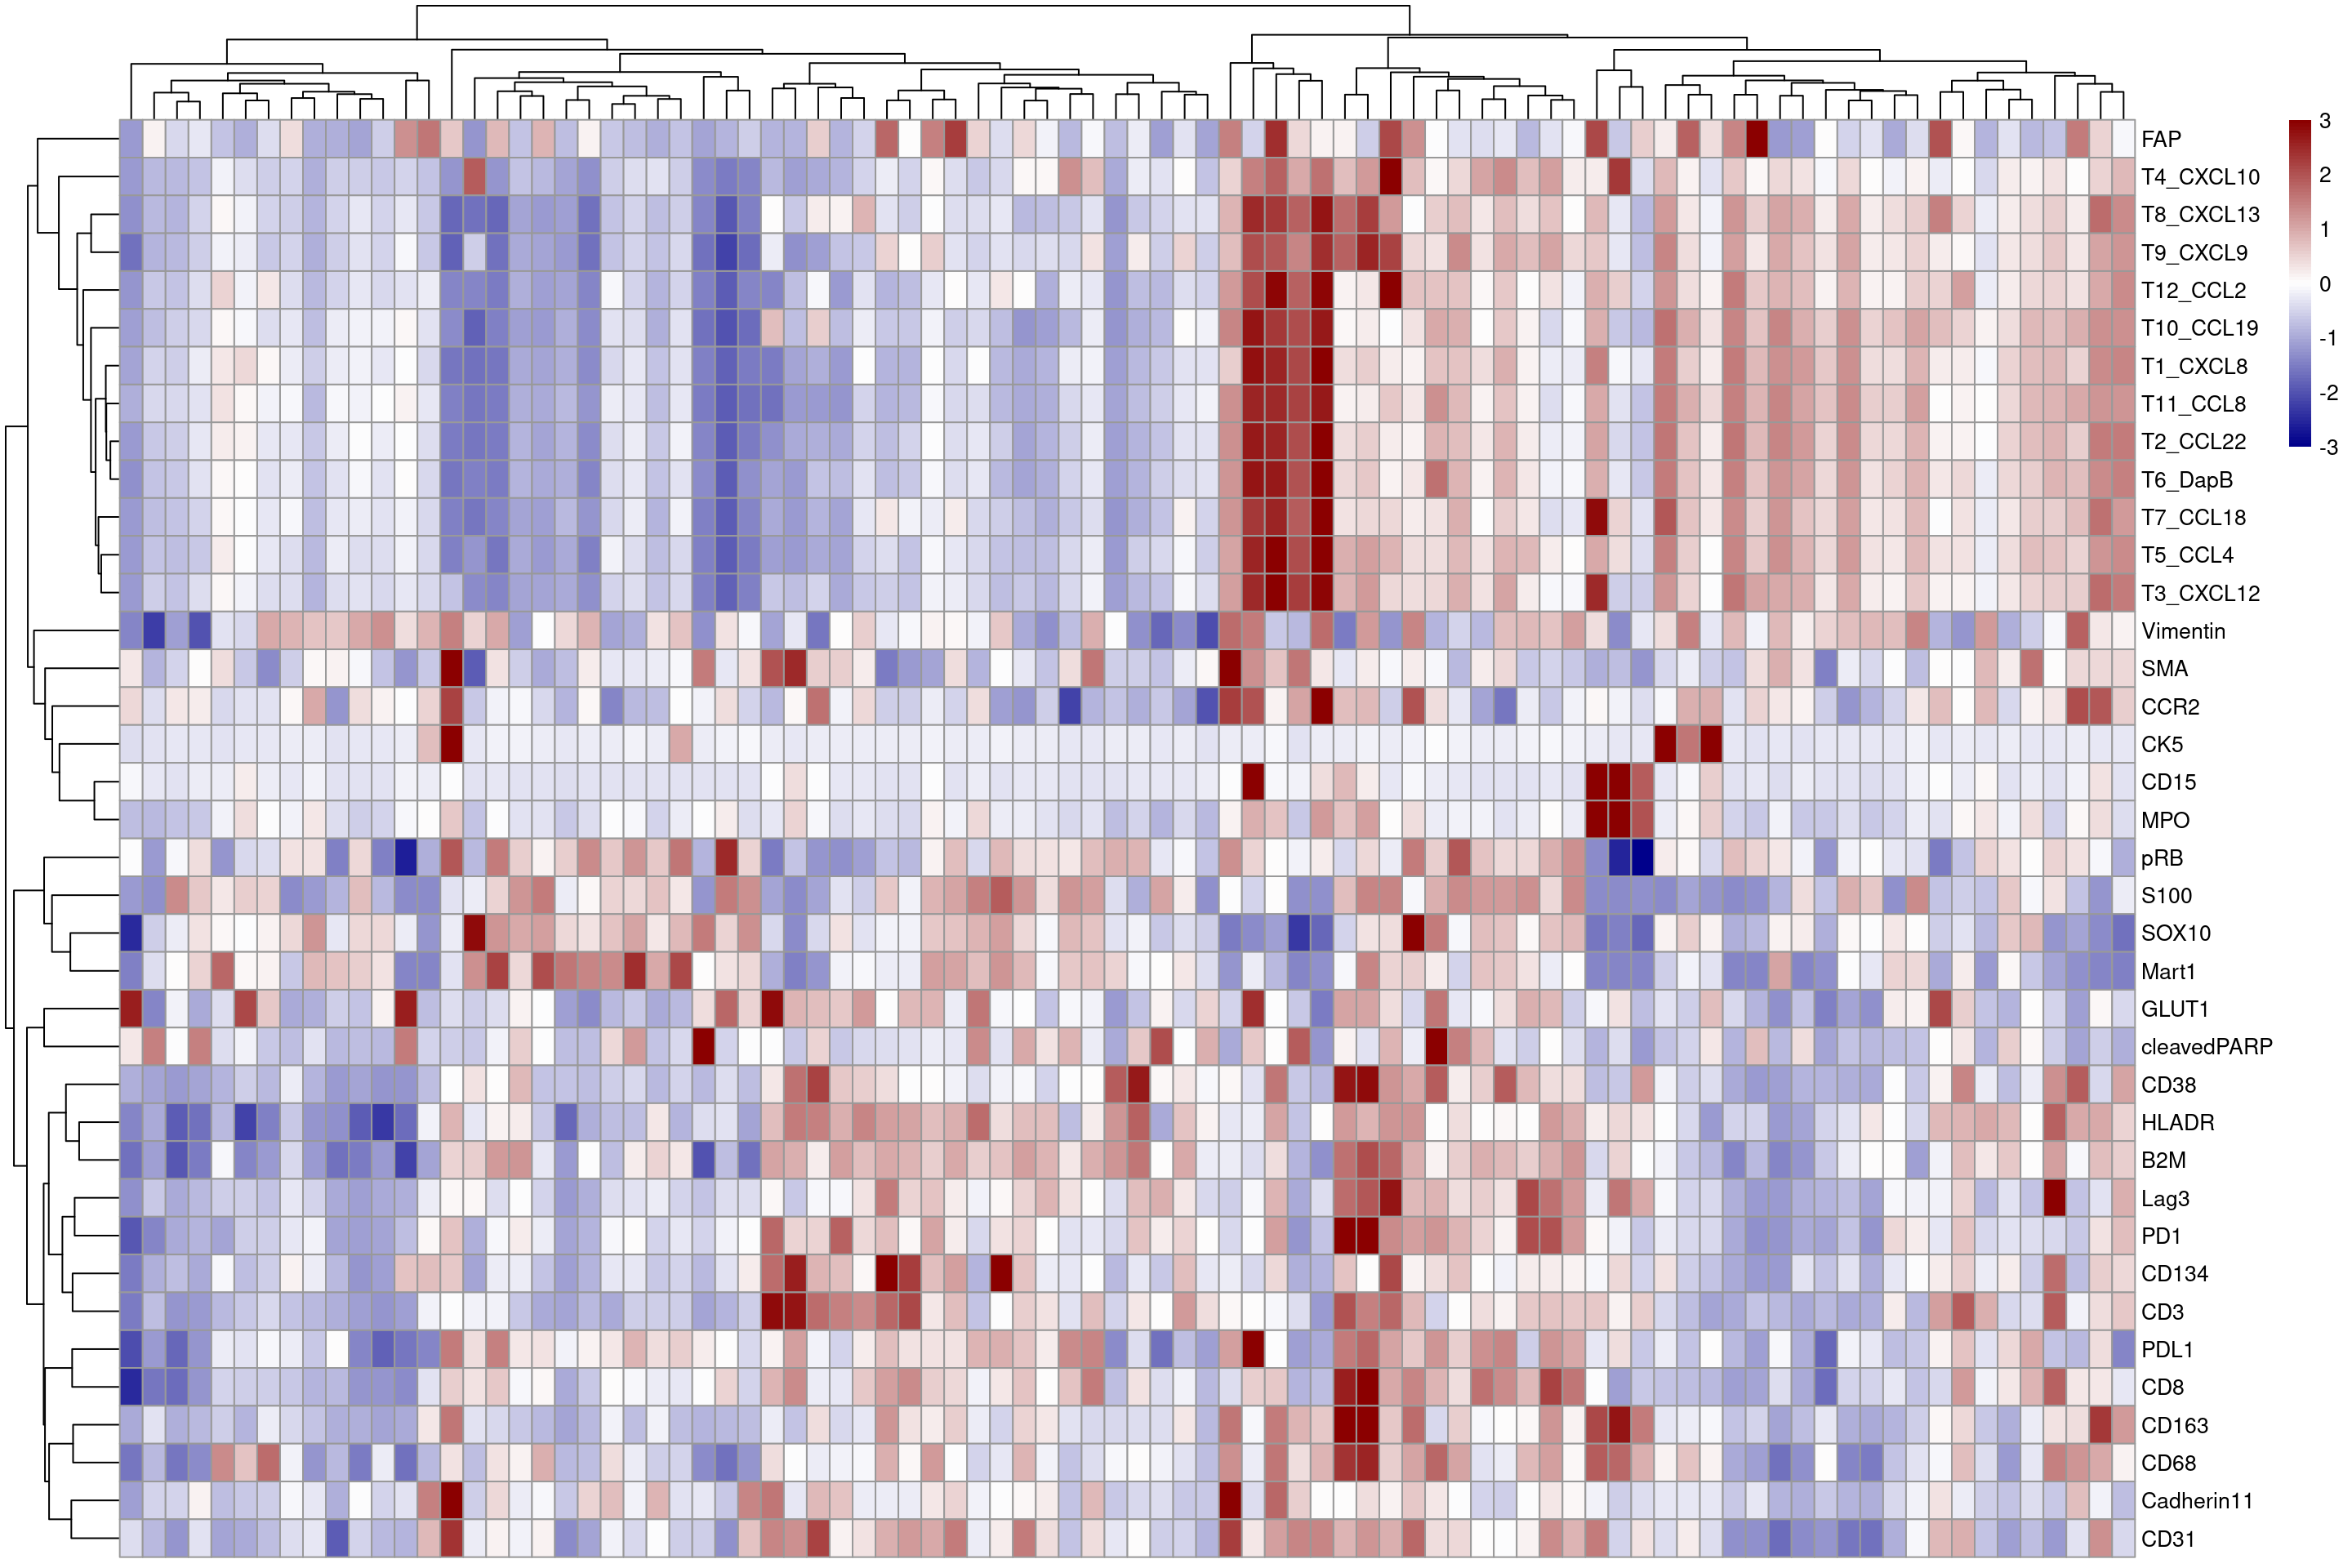 FAP
T4_CXCL10
T8_CXCL13
T9_CXCL9
T12_CCL2
T10_CCL19
T1_CXCL8
T11_CCL8
T2_CCL22
T6_DapB
T7_CCL18
T5_CCL4
T3_CXCL12
Vimentin
SMA
CCR2
CK5
CD15
MPO
pRB
S100
SOX10
Mart1
GLUT1
cleavedPARP
CD38
HLADR
B2M
Lag3
PD1
CD134
CD3
PDL1
CD8
CD163
CD68
Cadherin11
CD31
3
2
1
0
-1
-2
-3